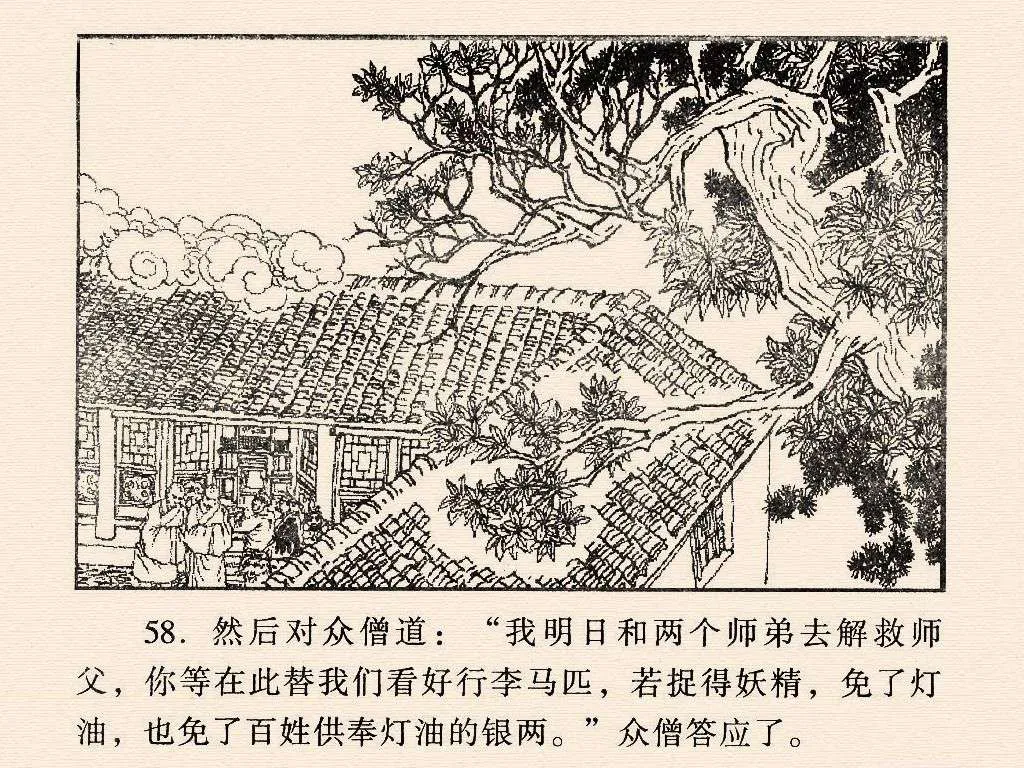 58. 然后对众僧道：“我明日和两个师弟去解救师
父，你等在此替我们看好行李马匹，若捉得妖精，免了灯
油，也免了百姓供奉灯油的银两。”众僧答应了。